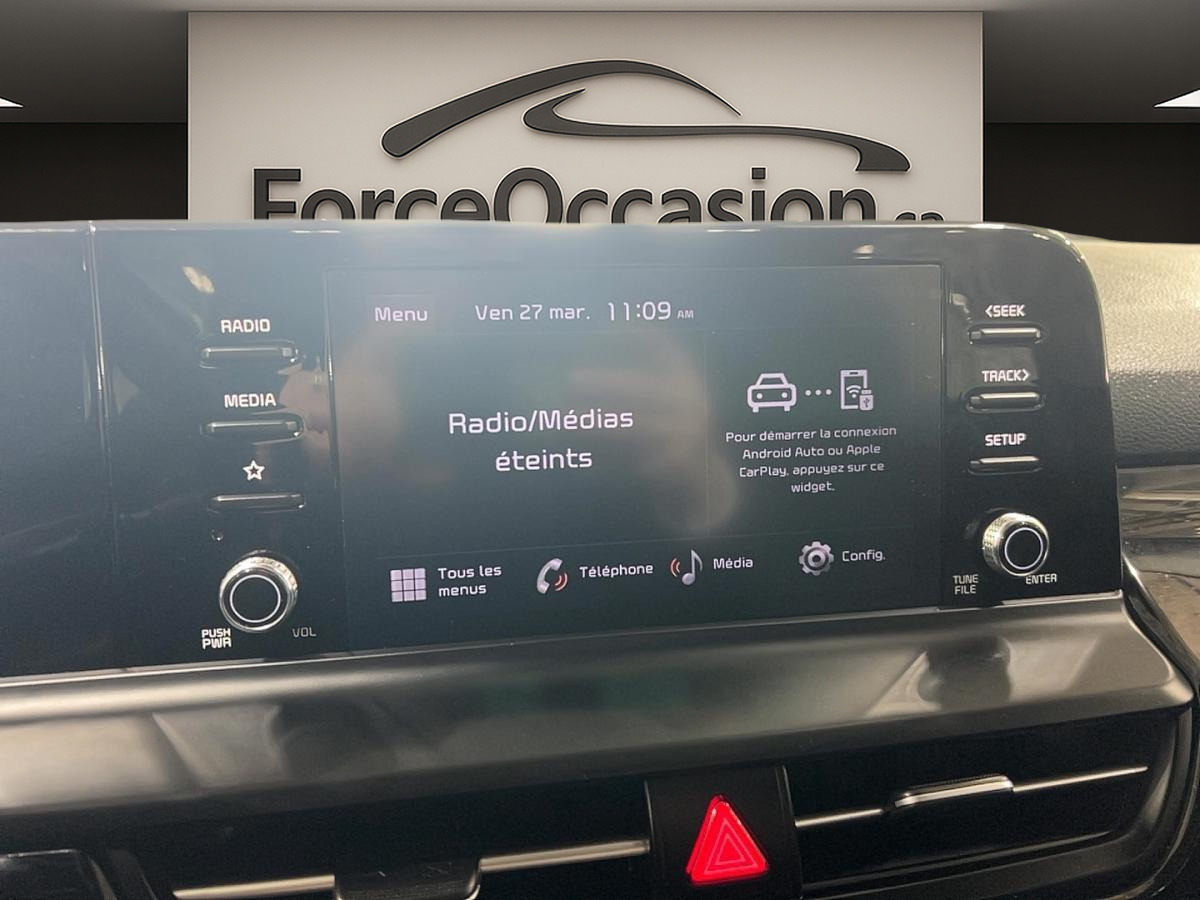 ForceOccasion.ca
RADIO
MEDIA
PUSH
PWR
VOL
Menu
Ven 27 mar. 11:09 AM
Radio/Médias
éteints
Pour démarrer la connexion
Android Auto ou Apple
CarPlay, appuyez sur ce
widget.
Tous les
menus
Téléphone
Média
Config.
<SEEK
TRACK>
SETUP
TUNE
FILE
ENTER